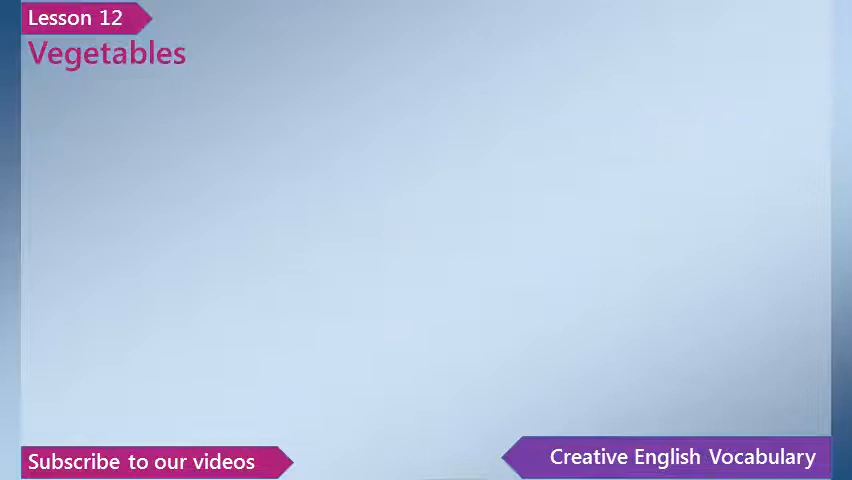 Lesson 12
Vegetables
Subscribe to our videos
Creative English Vocabulary